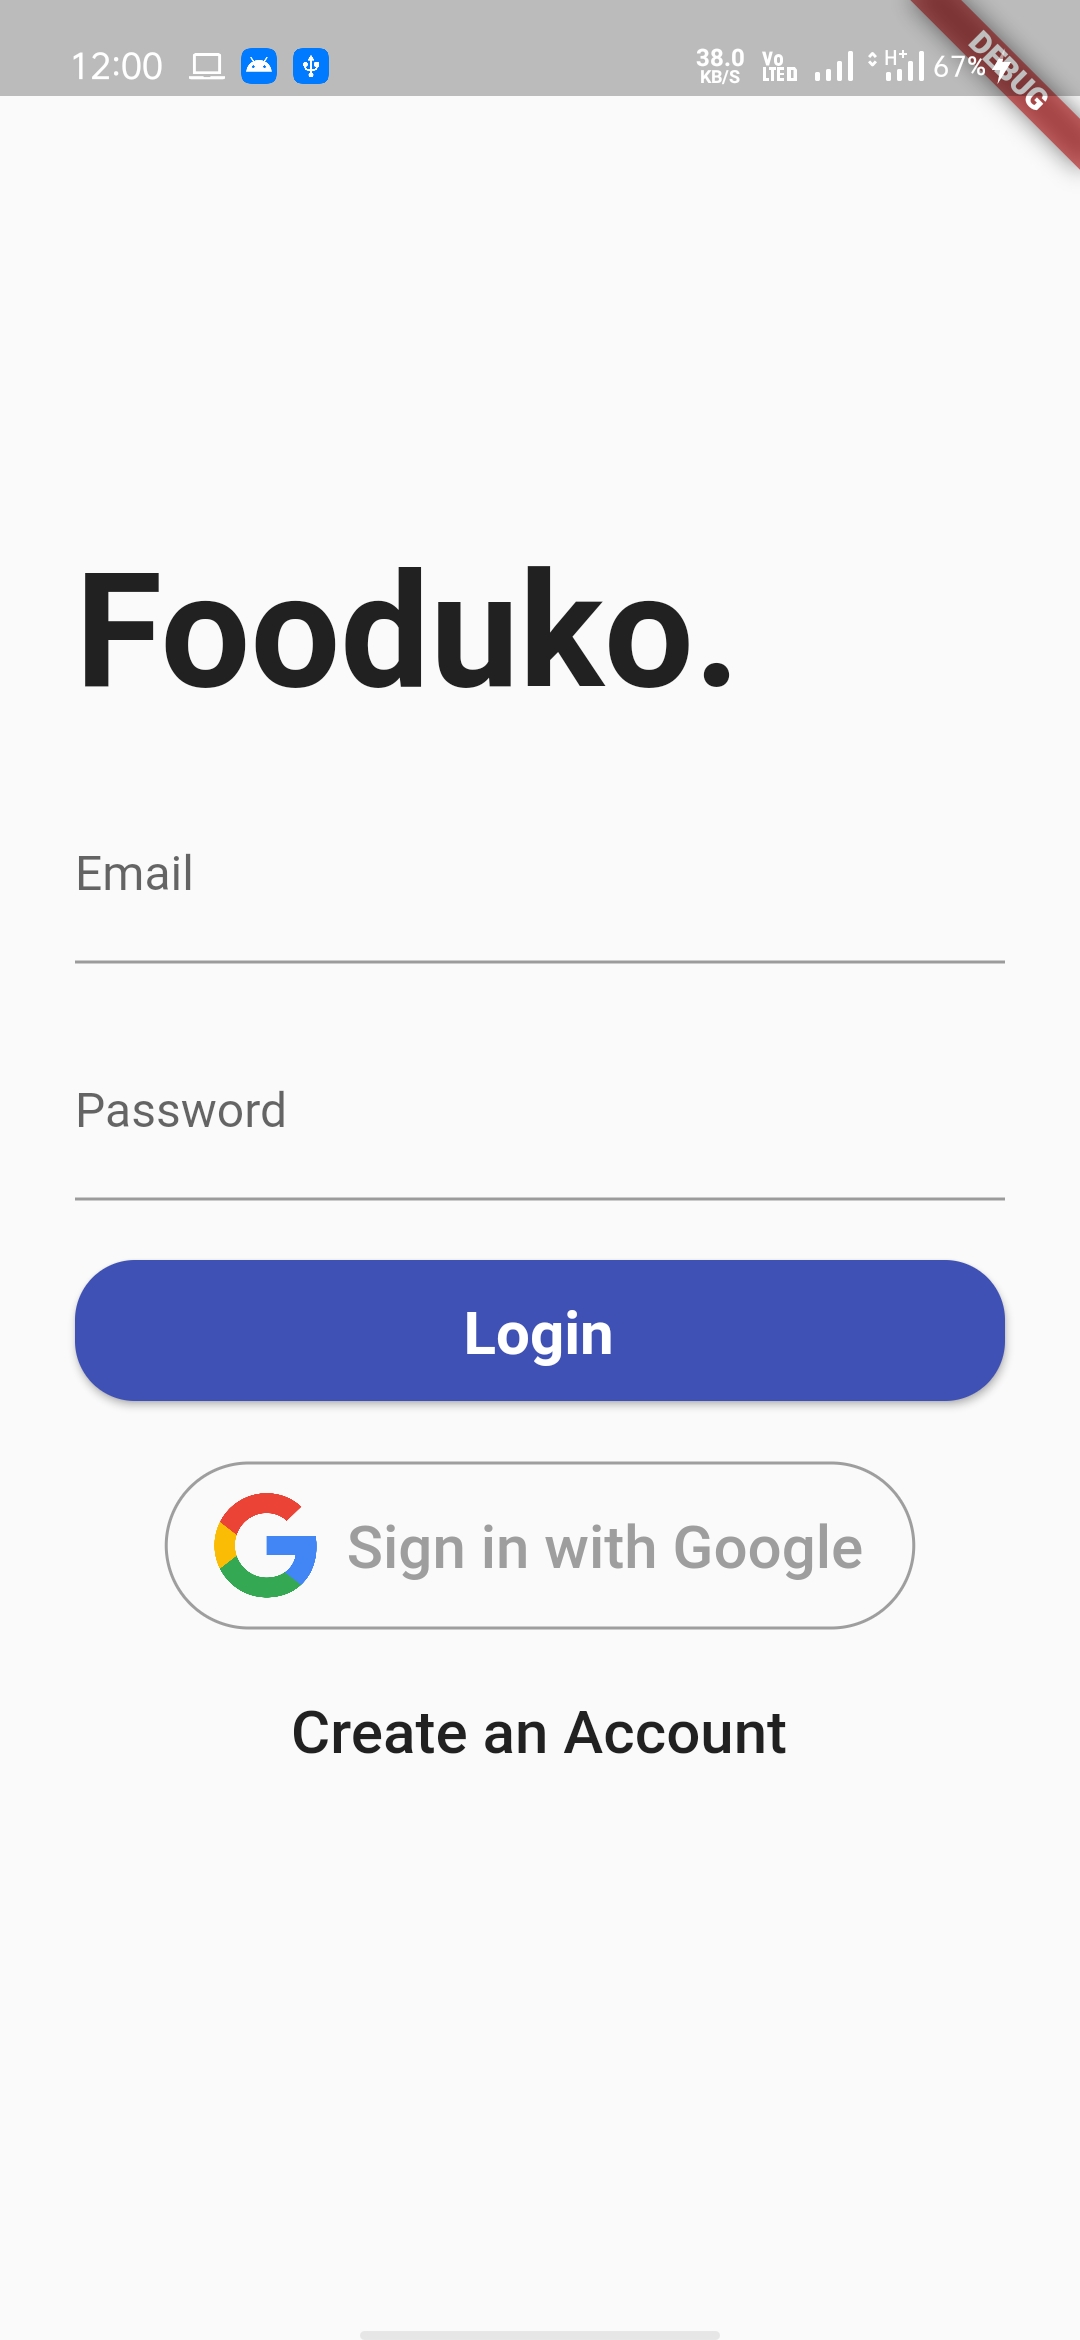 12:00 38.0 KB/S Vo LTED H+ 67%
DEBUG
Fooduko.
Email
Password
Login
Sign in with Google
Create an Account